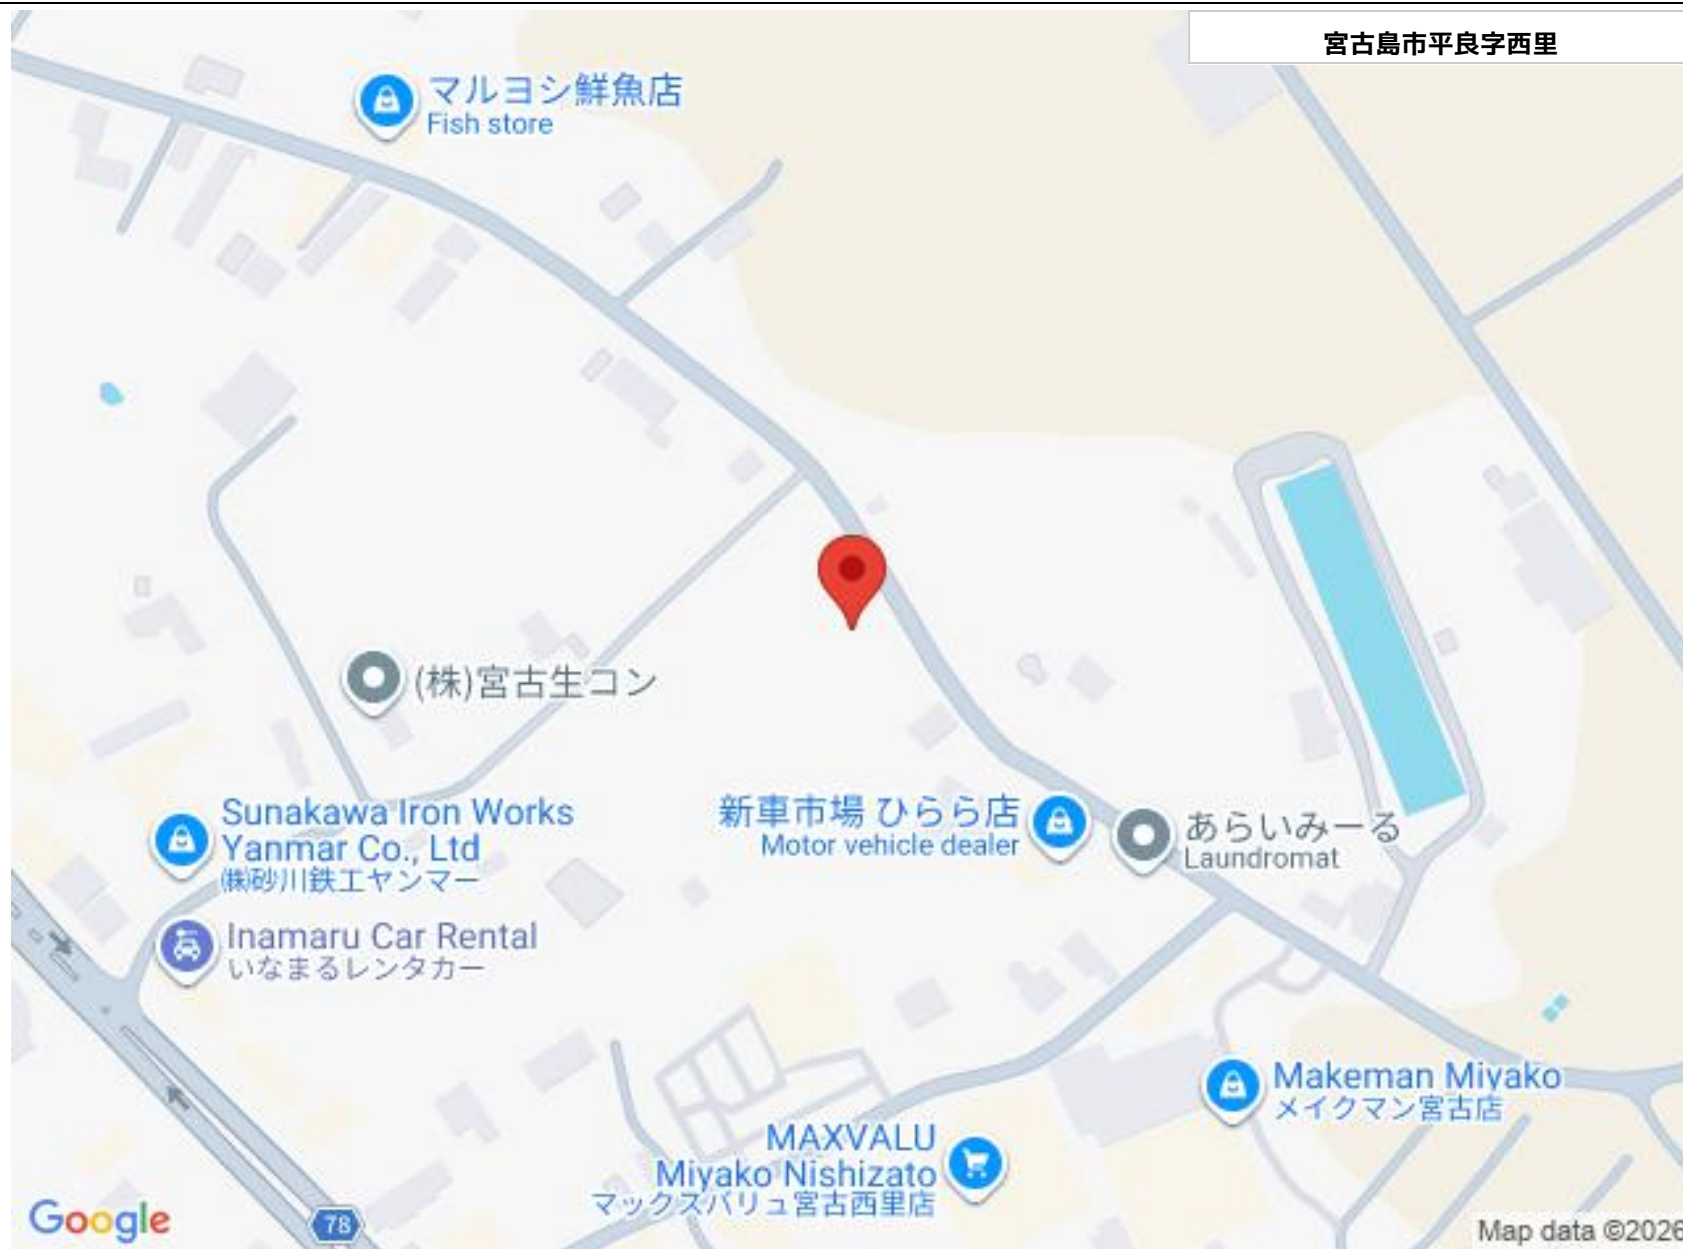 宮古島市平良字西里
マルヨシ鮮魚店
Fish store
(株)宮古生コン
Sunakawa Iron Works
Yanmar Co., Ltd
㈱砂川鉄工ヤンマー
新車市場 ひらら店
Motor vehicle dealer
あらいみーる
Laundromat
Inamaru Car Rental
いなまるレンタカー
Makeman Miyako
メイクマン宮古店
MAXVALU
Miyako Nishizato
マックスバリュ宮古西里店
Google
78
Map data ©2026